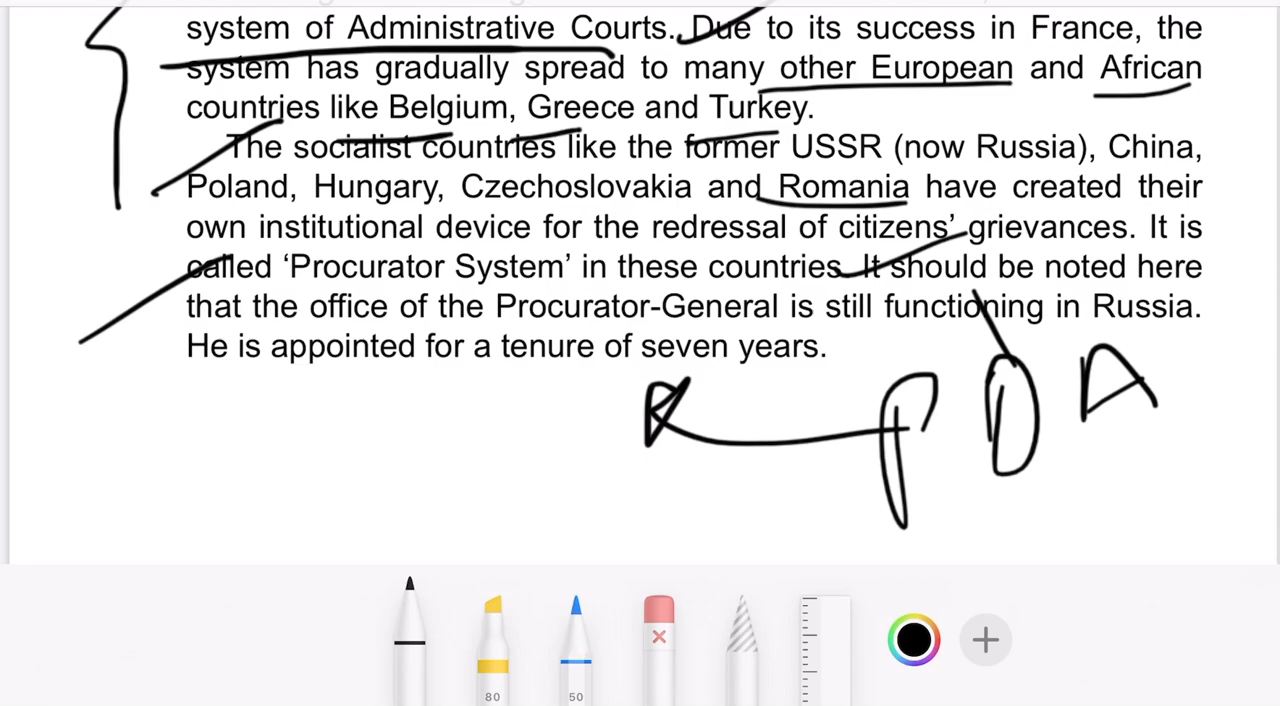 system of Administrative Courts. Due to its success in France, the
system has gradually spread to many other European and African
countries like Belgium, Greece and Turkey.
The socialist countries like the former USSR (now Russia), China,
Poland, Hungary, Czechoslovakia and Romania have created their
own institutional device for the redressal of citizens’ grievances. It is
called ‘Procurator System’ in these countries. It should be noted here
that the office of the Procurator-General is still functioning in Russia.
He is appointed for a tenure of seven years.
R P O A
80 50